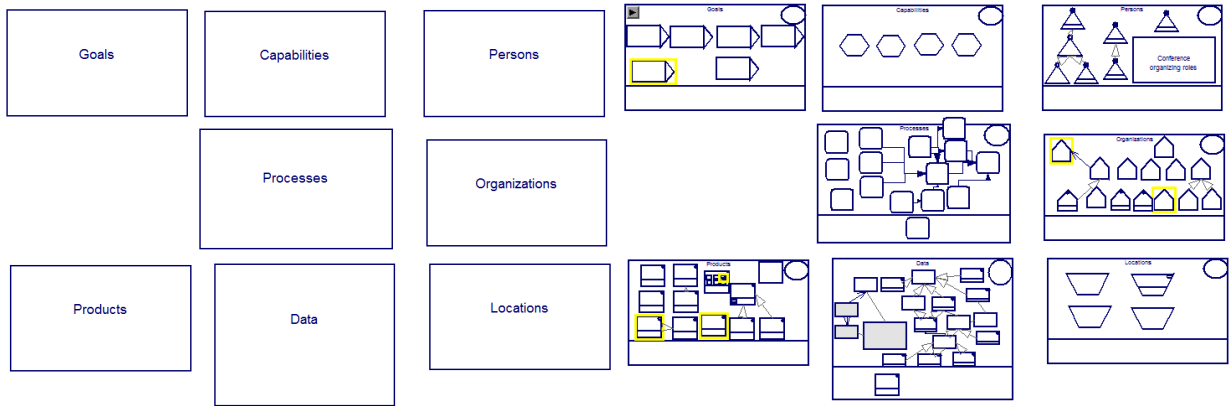 Goals
Capabilities
Persons
Goals
Capabilities
Persons
Conference
organizing roles
Processes
Organizations
Processes
Organizations
Products
Data
Locations
Products
Data
Locations